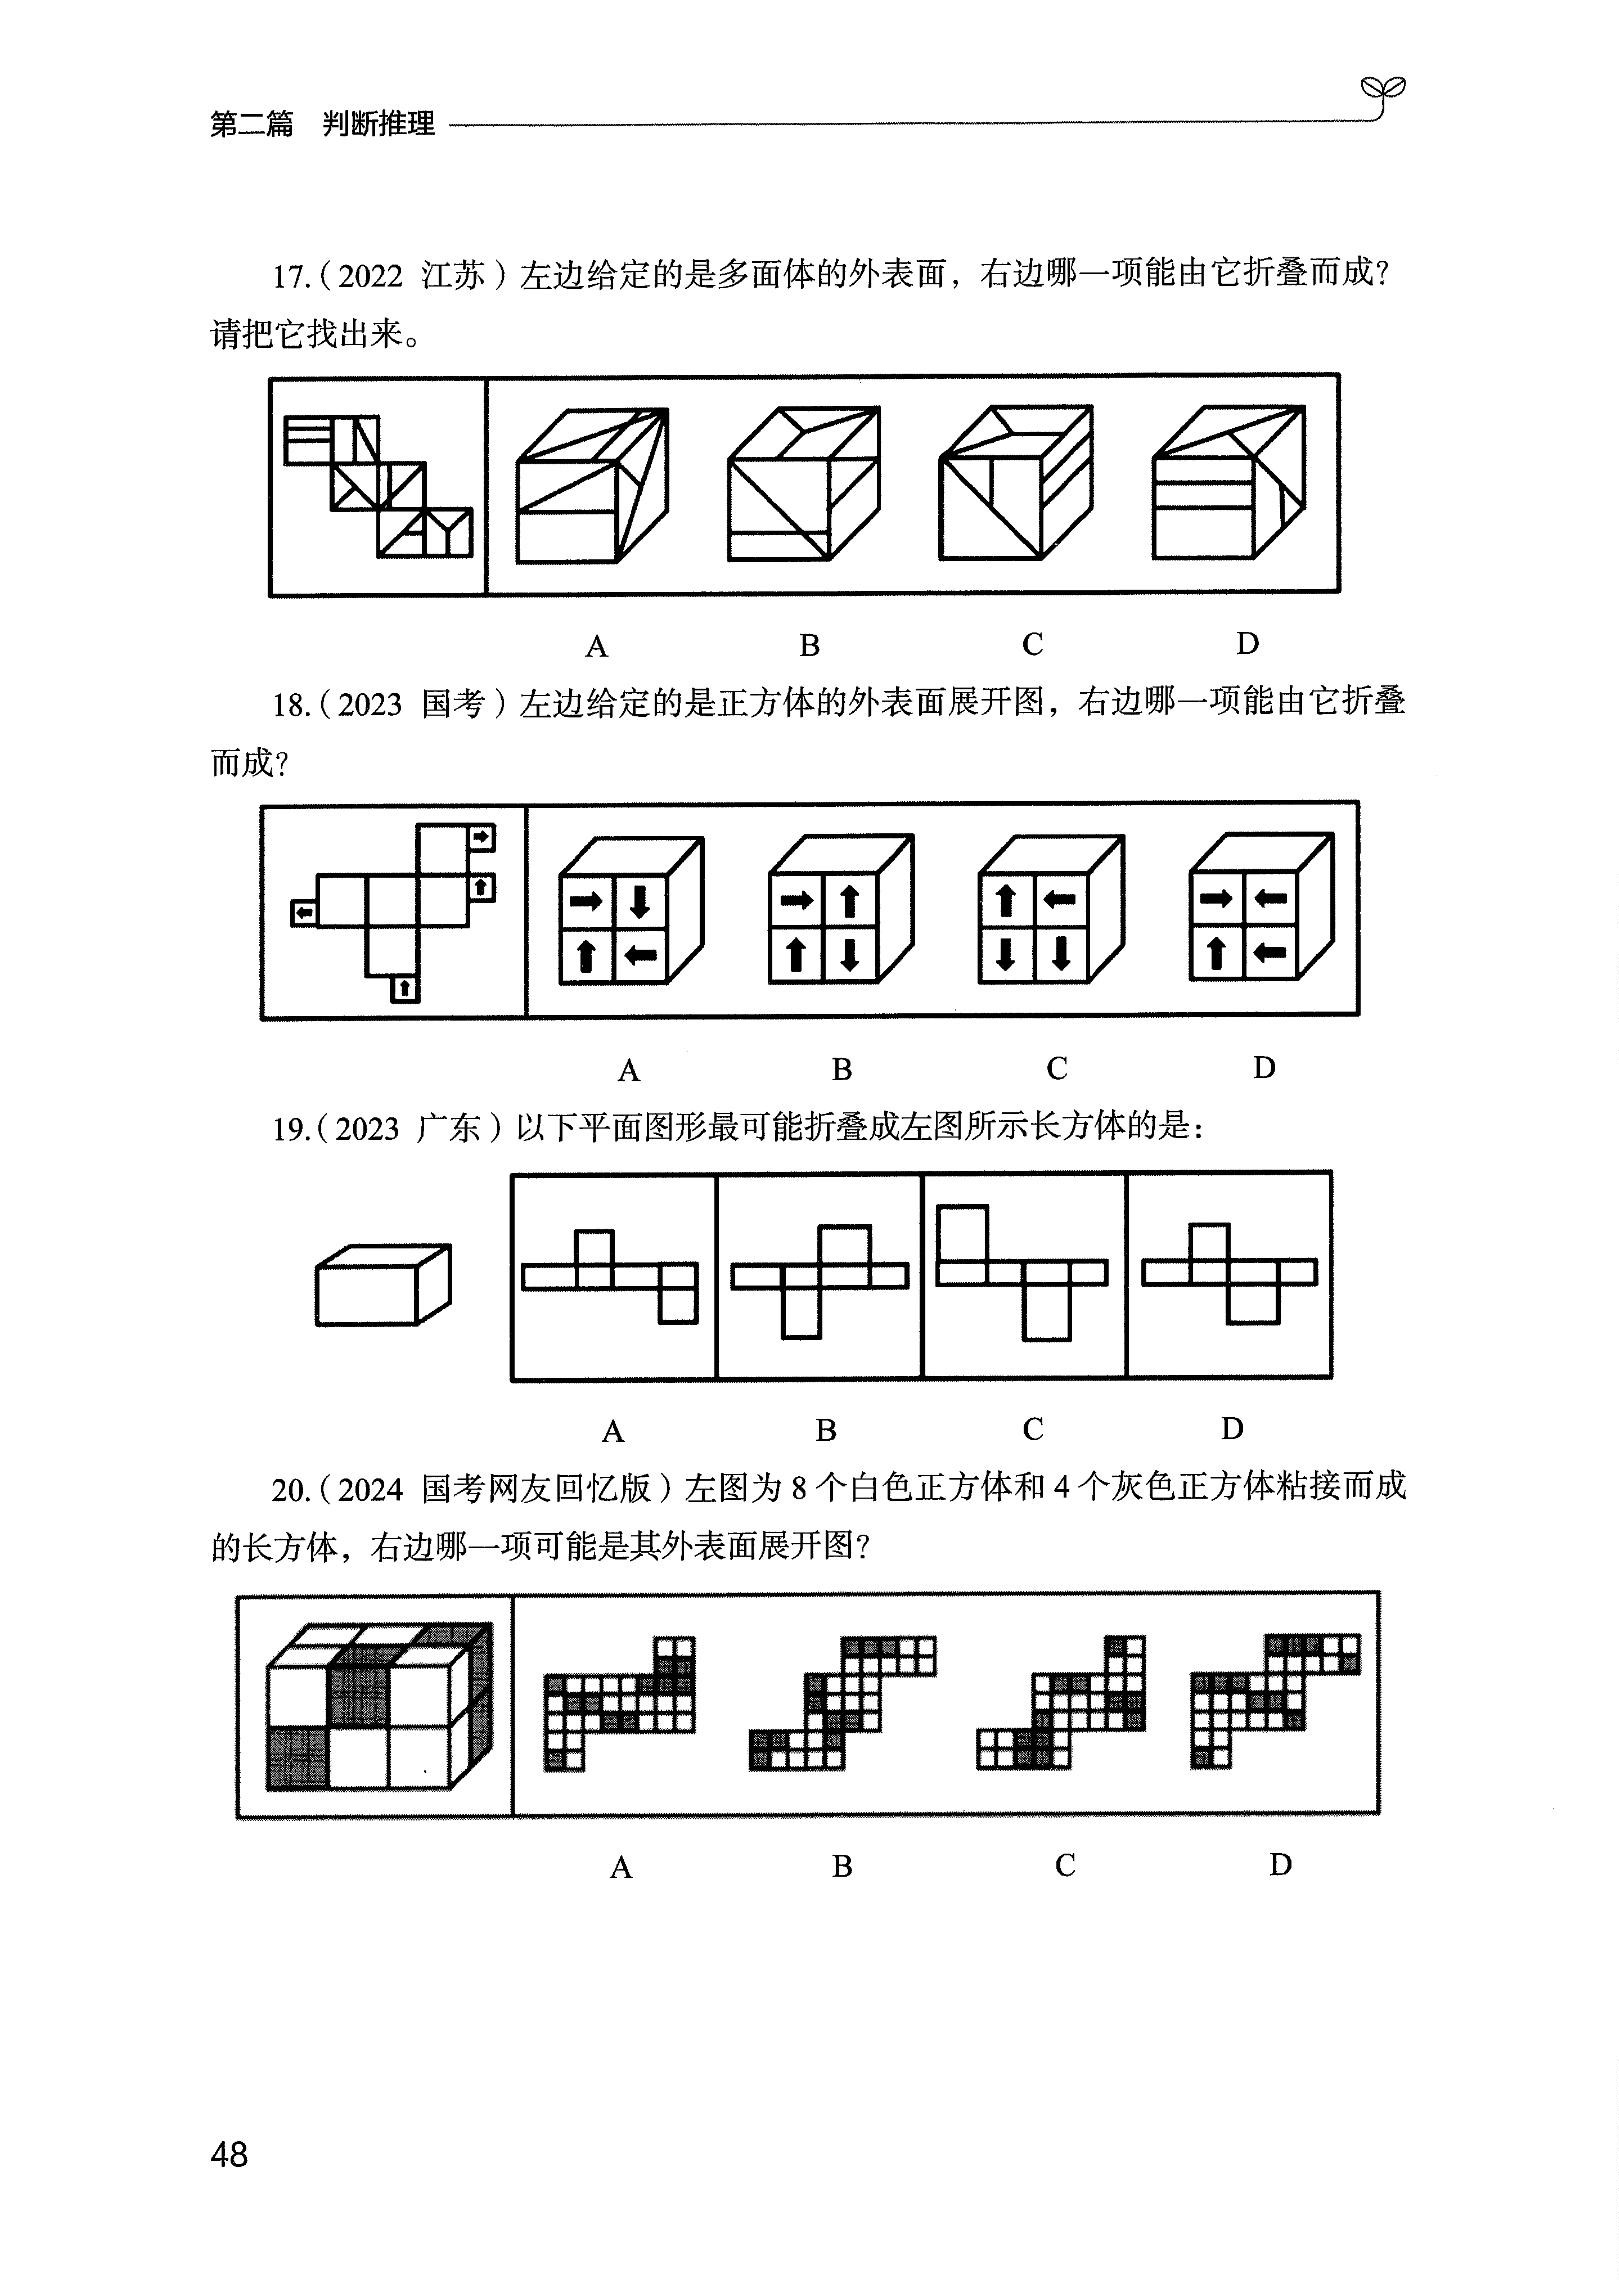 第二篇 判断推理
17.（2022 江苏）左边给定的是多面体的外表面，右边哪一项能由它折叠而成？
请把它找出来。
A B C D
18.（2023 国考）左边给定的是正方体的外表面展开图，右边哪一项能由它折叠
而成？
A B C D
19.（2023 广东）以下平面图形最可能折叠成左图所示长方体的是：
A B C D
20.（2024 国考网友回忆版）左图为 8 个白色正方体和 4 个灰色正方体粘接而成
的长方体，右边哪一项可能是其外表面展开图？
A B C D
48